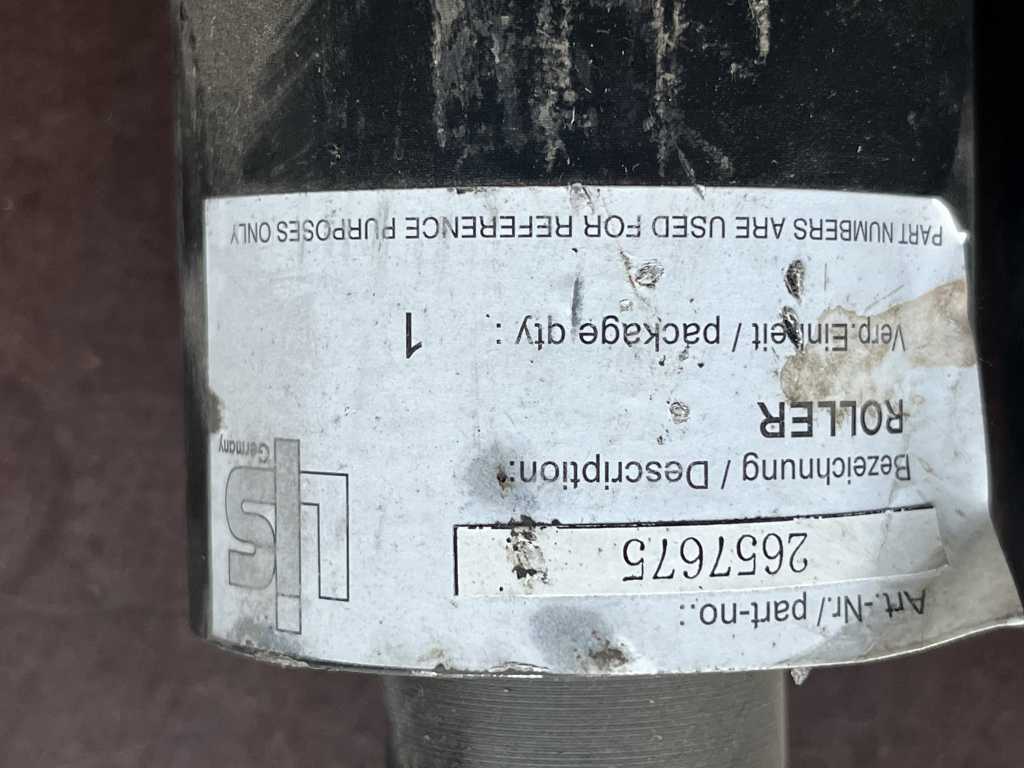 Art.-Nr./ part-no.:
2657675
LIS
Germany
Bezeichnung / Description:
ROLLER
Verp.Einheit / package qty : 1
PART NUMBERS ARE USED FOR REFERENCE PURPOSES ONLY